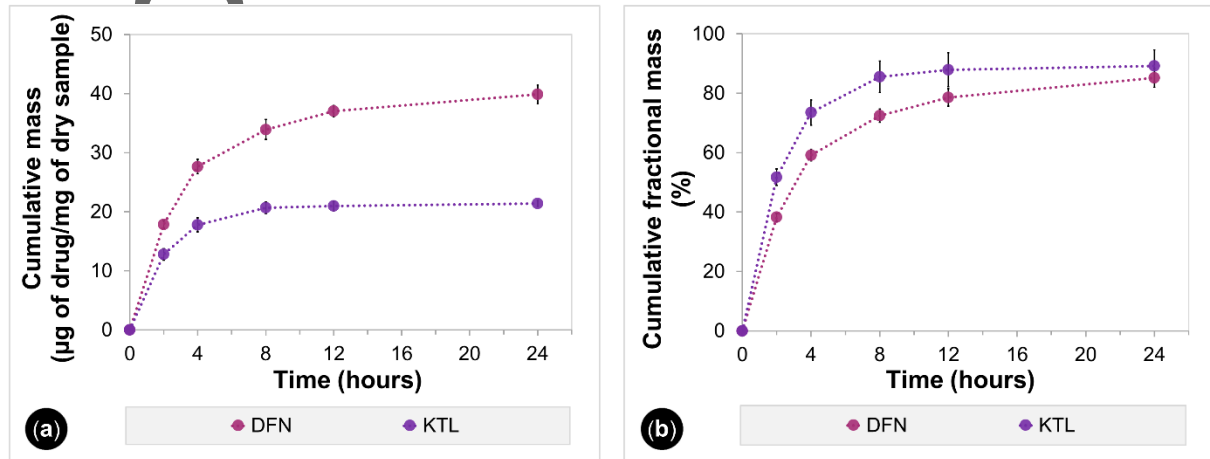 50
40
30
20
10
0
0 4 8 12 16 20 24
Cumulative mass
(µg of drug/mg of dry sample)
Time (hours)
(a)
DFN KTL
100
80
60
40
20
0
0 4 8 12 16 20 24
Cumulative fractional mass
(%)
Time (hours)
(b)
DFN KTL